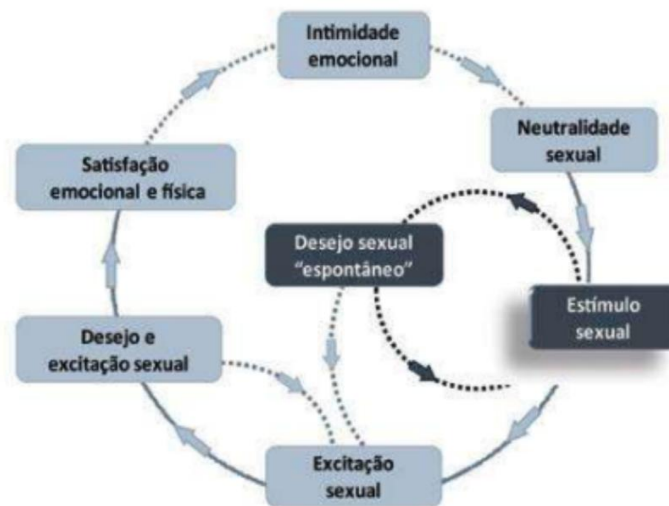 Intimidade
emocional
Neutralidade
sexual
Satisfação
emocional e física
Desejo sexual
"espontâneo"
Estímulo
sexual
Desejo e
excitação sexual
Excitação
sexual